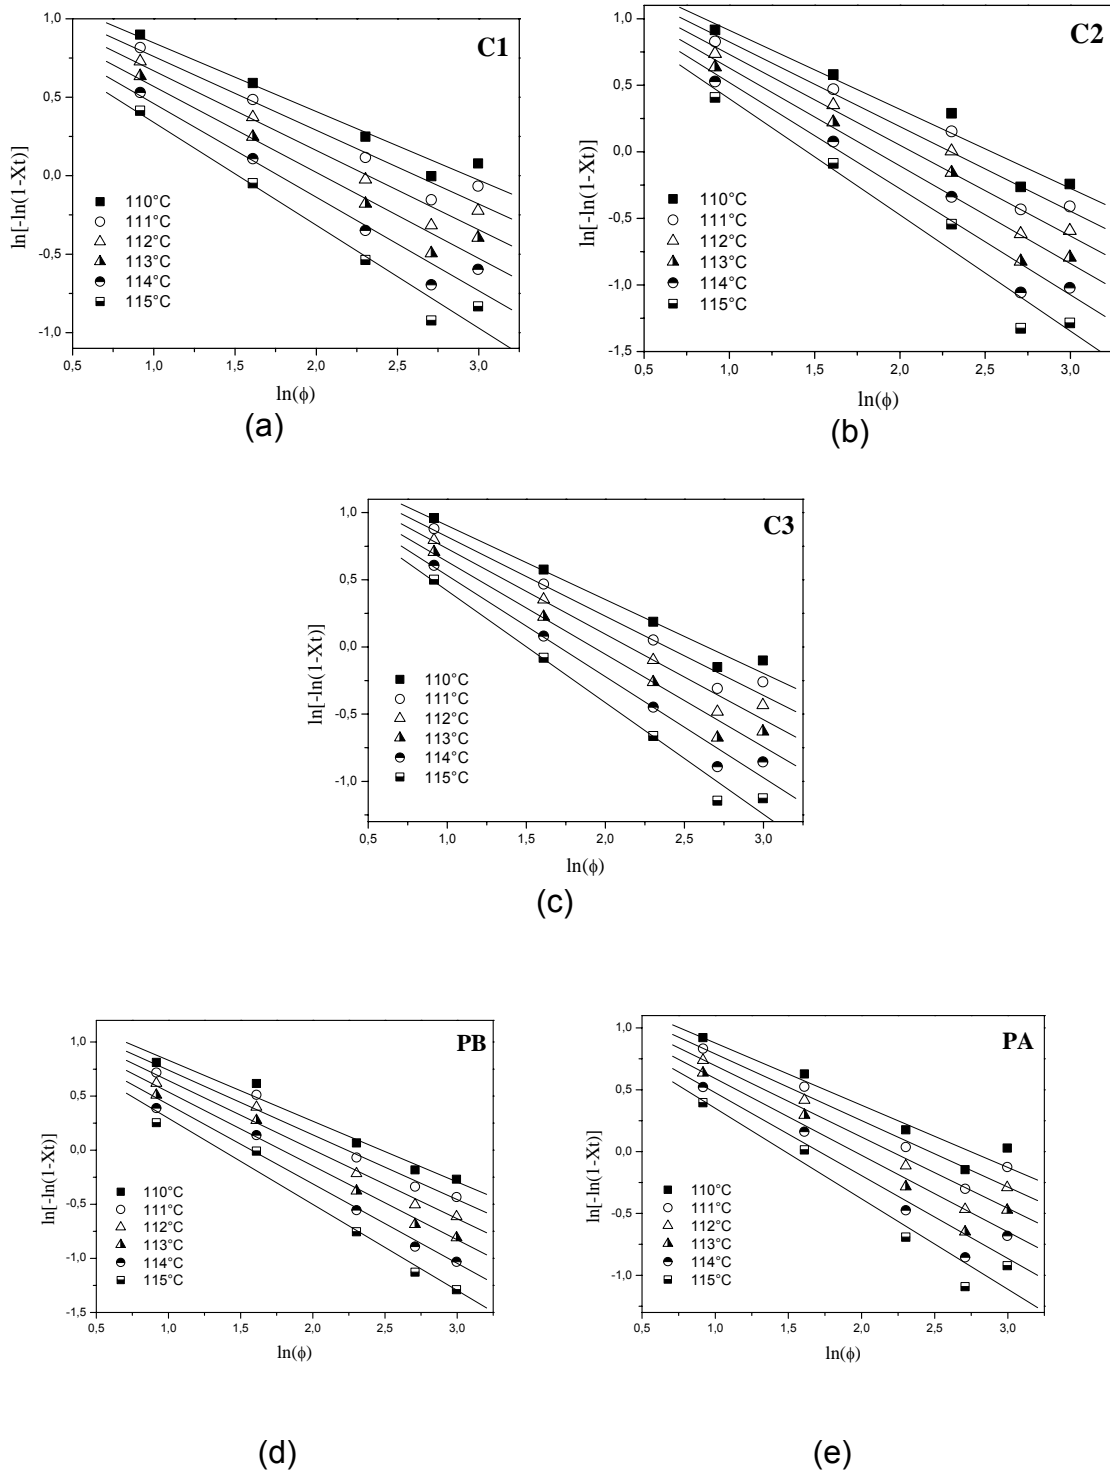 C1
1,0
0,5
0,0
-0,5
-1,0
ln[-ln(1-Xt)]
110°C
111°C
112°C
113°C
114°C
115°C
0,5 1,0 1,5 2,0 2,5 3,0
ln(ϕ)
(a)
C2
1,0
0,5
0,0
-0,5
-1,0
-1,5
ln[-ln(1-Xt)]
110°C
111°C
112°C
113°C
114°C
115°C
0,5 1,0 1,5 2,0 2,5 3,0
ln(ϕ)
(b)
C3
1,0
0,5
0,0
-0,5
-1,0
ln[-ln(1-Xt)]
110°C
111°C
112°C
113°C
114°C
115°C
0,5 1,0 1,5 2,0 2,5 3,0
ln(ϕ)
(c)
PB
1,0
0,5
0,0
-0,5
-1,0
-1,5
ln[-ln(1-Xt)]
110°C
111°C
112°C
113°C
114°C
115°C
0,5 1,0 1,5 2,0 2,5 3,0
ln(ϕ)
(d)
PA
1,0
0,5
0,0
-0,5
-1,0
ln[-ln(1-Xt)]
110°C
111°C
112°C
113°C
114°C
115°C
0,5 1,0 1,5 2,0 2,5 3,0
ln(ϕ)
(e)